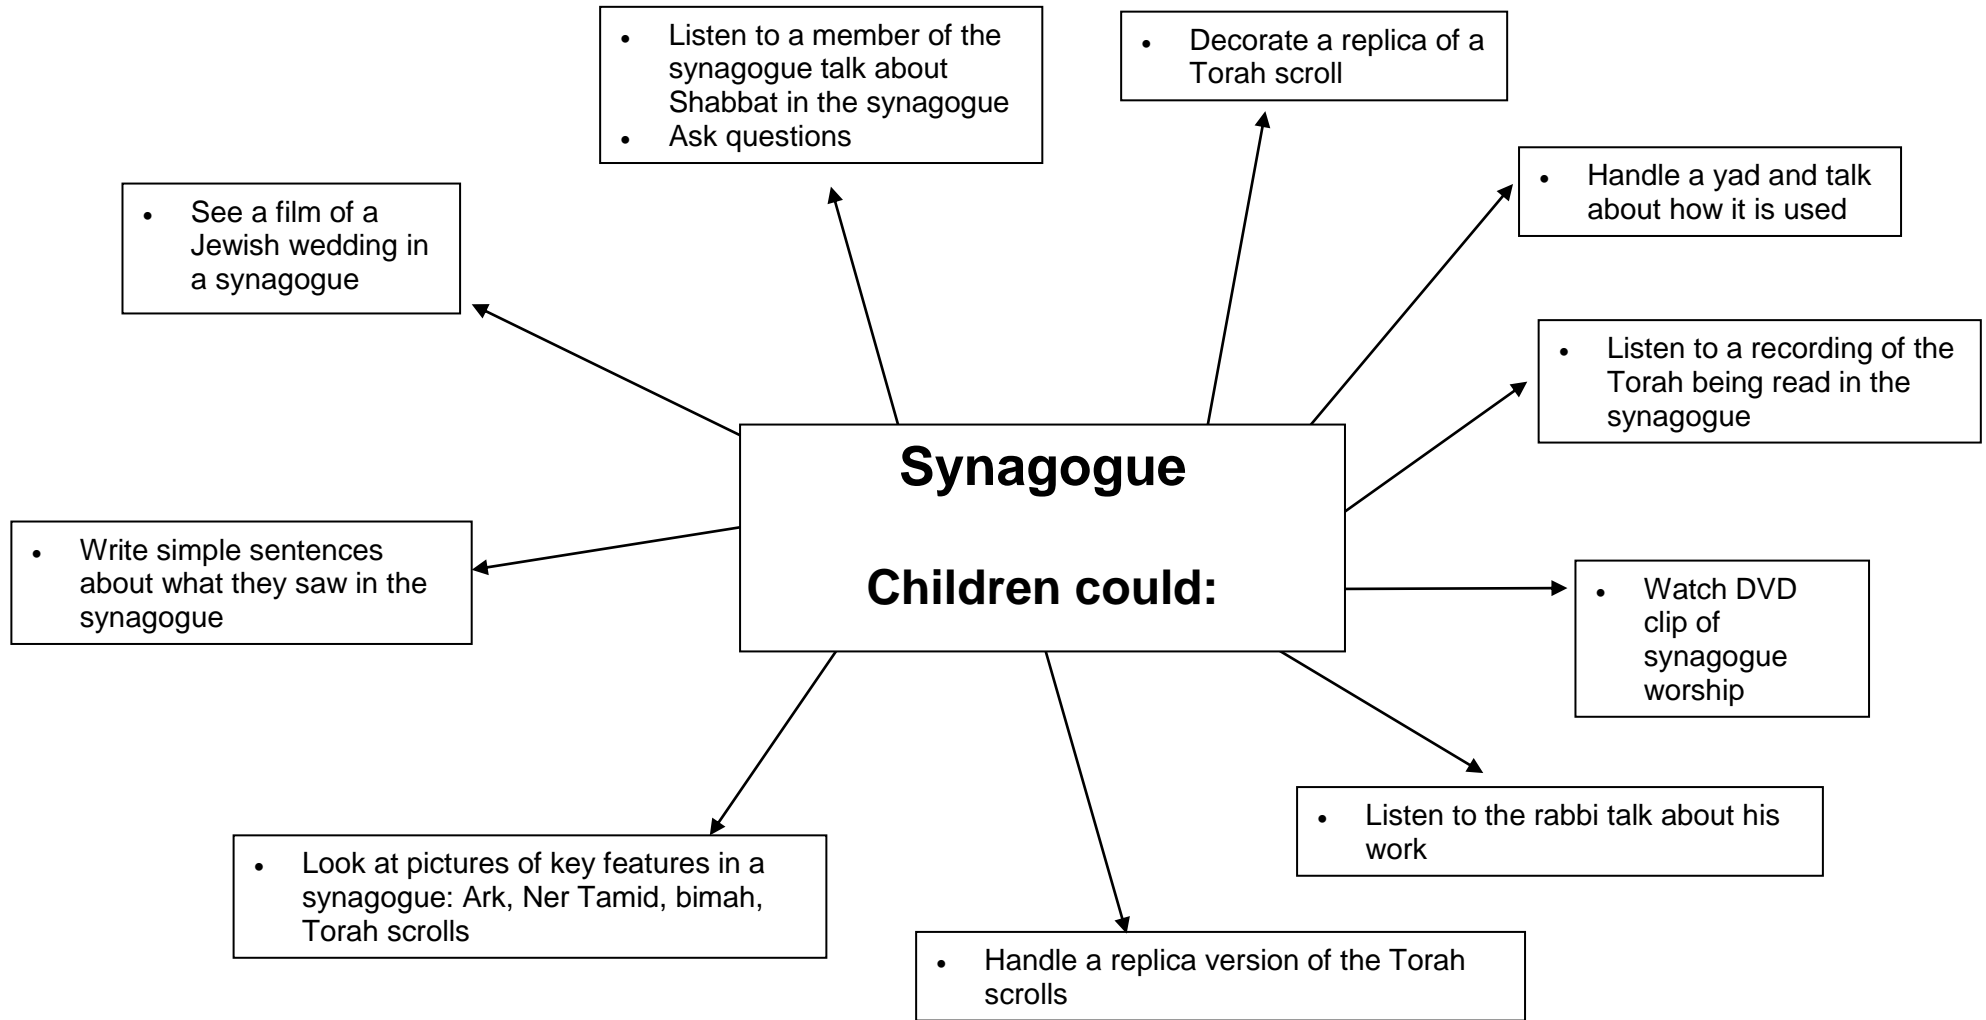 • Listen to a member of the
synagogue talk about
Shabbat in the synagogue
• Ask questions
• Decorate a replica of a
Torah scroll
• Handle a yad and talk
about how it is used
• See a film of a
Jewish wedding in
a synagogue
• Listen to a recording of the
Torah being read in the
synagogue
Synagogue
Children could:
• Write simple sentences
about what they saw in the
synagogue
• Watch DVD
clip of
synagogue
worship
• Listen to the rabbi talk about his
work
• Look at pictures of key features in a
synagogue: Ark, Ner Tamid, bimah,
Torah scrolls
• Handle a replica version of the Torah
scrolls